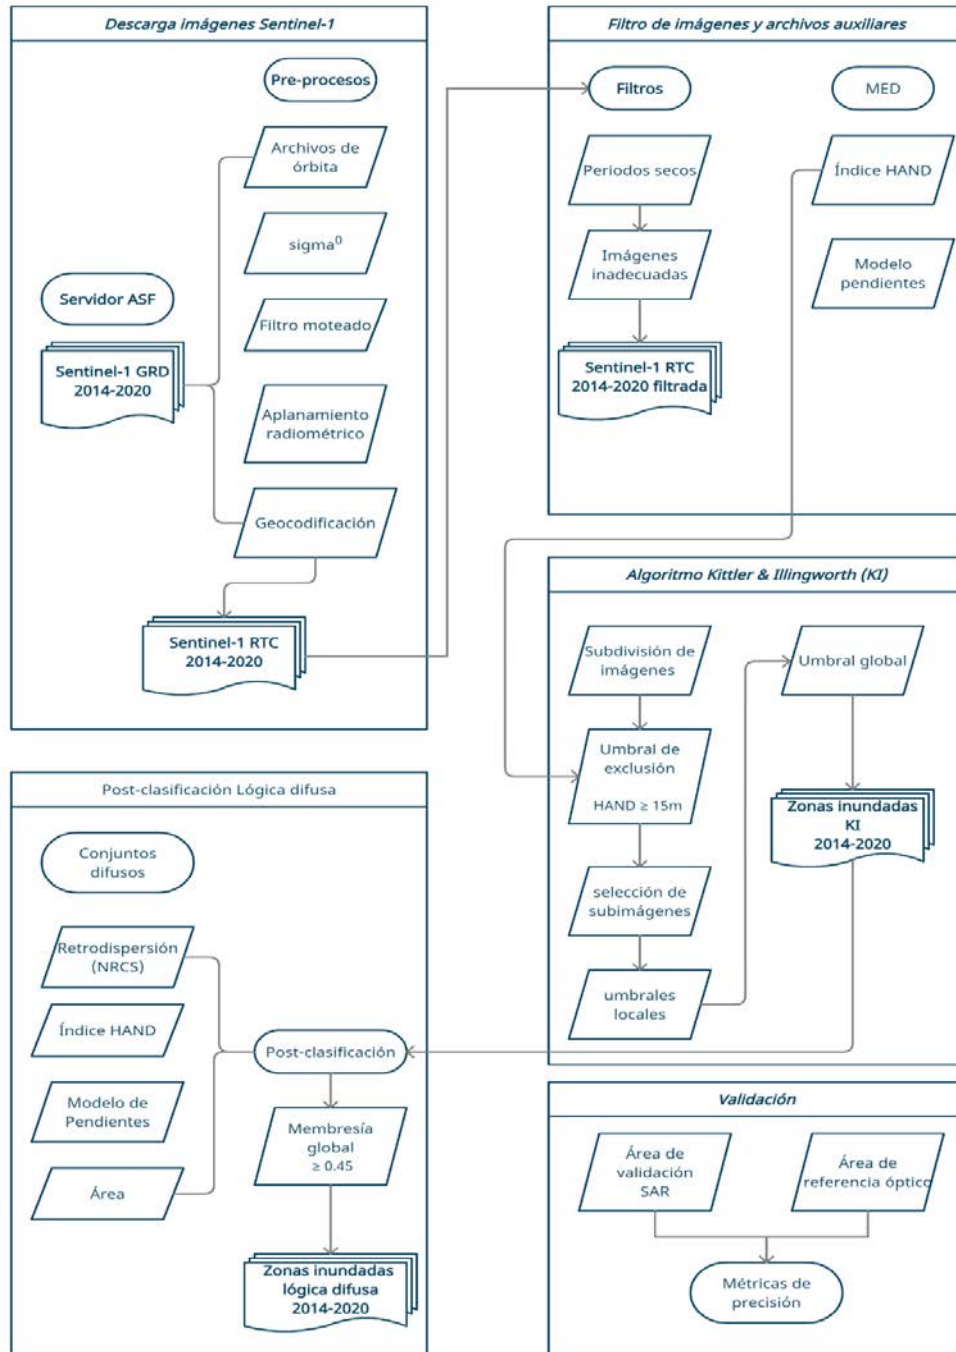 Descarga imágenes Sentinel-1
Pre-procesos
Archivos de
órbita
sigma⁰
Servidor ASF
Filtro moteado
Sentinel-1 GRD
2014-2020
Aplanamiento
radiométrico
Geocodificación
Sentinel-1 RTC
2014-2020
Filtro de imágenes y archivos auxiliares
Filtros
MED
Periodos secos
Índice HAND
Imágenes
inadecuadas
Modelo
pendientes
Sentinel-1 RTC
2014-2020 filtrada
Algoritmo Kittler & Illingworth (KI)
Subdivisión de
imágenes
Umbral global
Umbral de
exclusión
HAND ≥ 15m
Zonas inundadas
KI
2014-2020
selección de
subimágenes
umbrales
locales
Post-clasificación Lógica difusa
Conjuntos
difusos
Retrodispersión
(NRCS)
Índice HAND
Post-clasificación
Modelo de
Pendientes
Membresía
global
≥ 0.45
Área
Zonas inundadas
lógica difusa
2014-2020
Validación
Área de
validación
SAR
Área de
referencia óptico
Métricas de
precisión